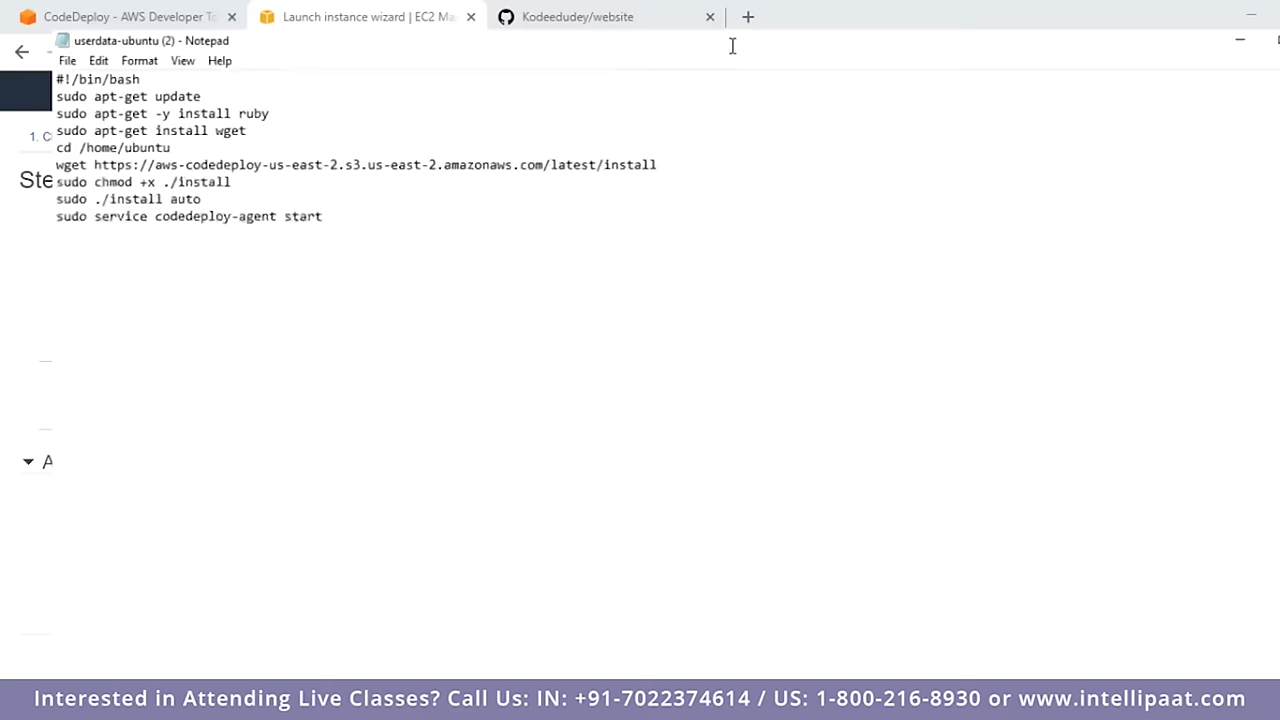 CodeDeploy - AWS Developer To
Launch instance wizard | EC2 Ma
Kodeedudey/website
userdata-ubuntu (2) - Notepad
File Edit Format View Help
#!/bin/bash
sudo apt-get update
sudo apt-get -y install ruby
sudo apt-get install wget
1. C
cd /home/ubuntu
wget https://aws-codedeploy-us-east-2.s3.us-east-2.amazonaws.com/latest/install
Ste
sudo chmod +x ./install
sudo ./install auto
sudo service codedeploy-agent start
A
Interested in Attending Live Classes? Call Us: IN: +91-7022374614 / US: 1-800-216-8930 or www.intellipaat.com